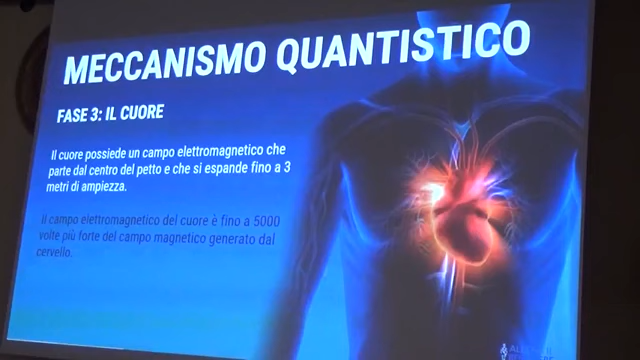 MECCANISMO QUANTISTICO
FASE 3: IL CUORE
Il cuore possiede un campo elettromagnetico che
parte dal centro del petto e che si espande fino a 3
metri di ampiezza.
Il campo elettromagnetico del cuore è fino a 5000
volte più forte del campo magnetico generato dal
cervello.